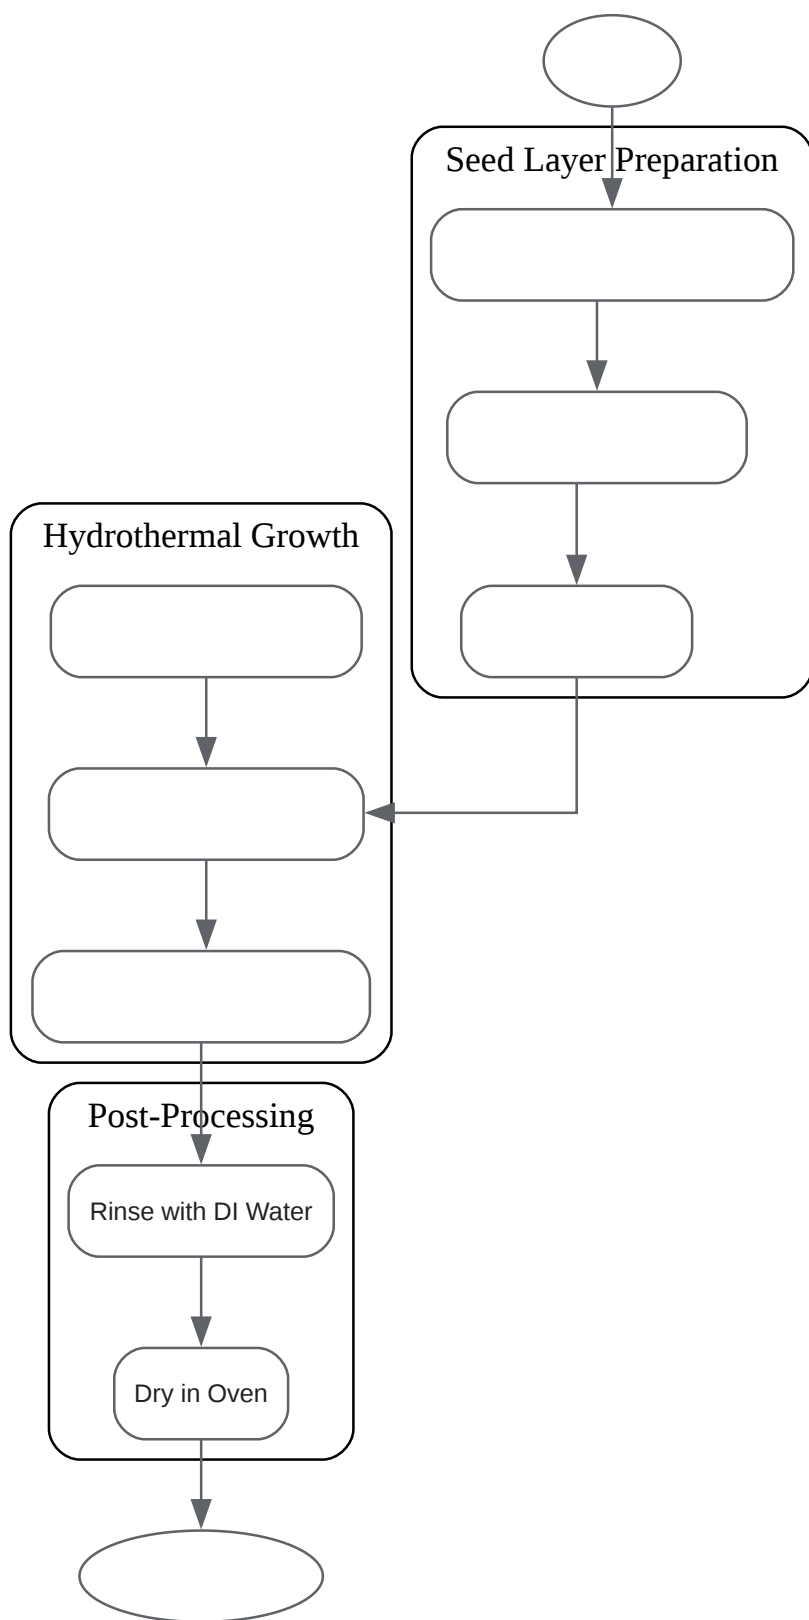 Seed Layer Preparation
Hydrothermal Growth
Post-Processing
Rinse with DI Water
Dry in Oven